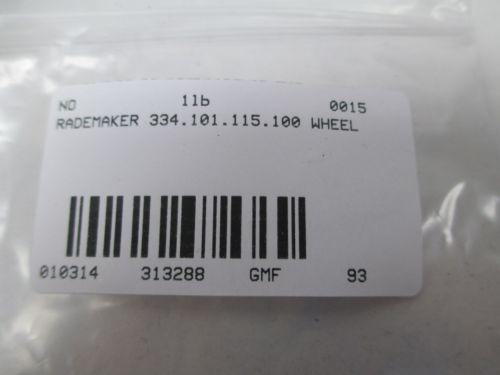 NO 1lb 0015
RADEMAKER 334.101.115.100 WHEEL
010314 313288 GMF 93